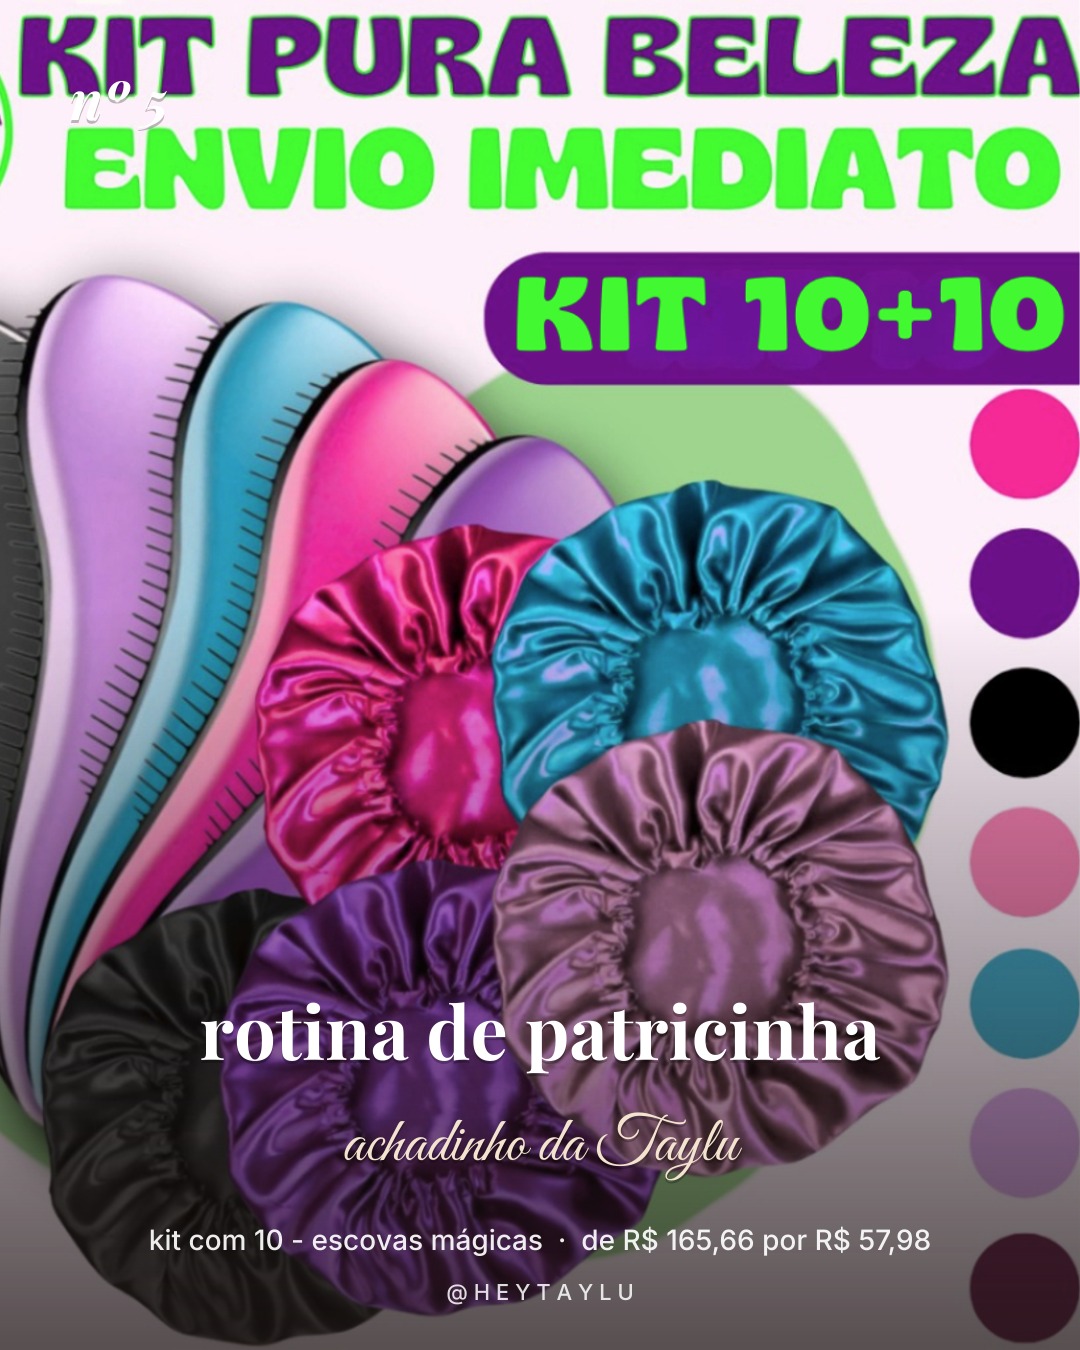 KIT PURA BELEZA
nº 5
ENVIO IMEDIATO
KIT 10+10
rotina de patricinha
achadinho da Taylu
kit com 10 - escovas mágicas · de R$ 165,66 por R$ 57,98
@HEYTAYLU